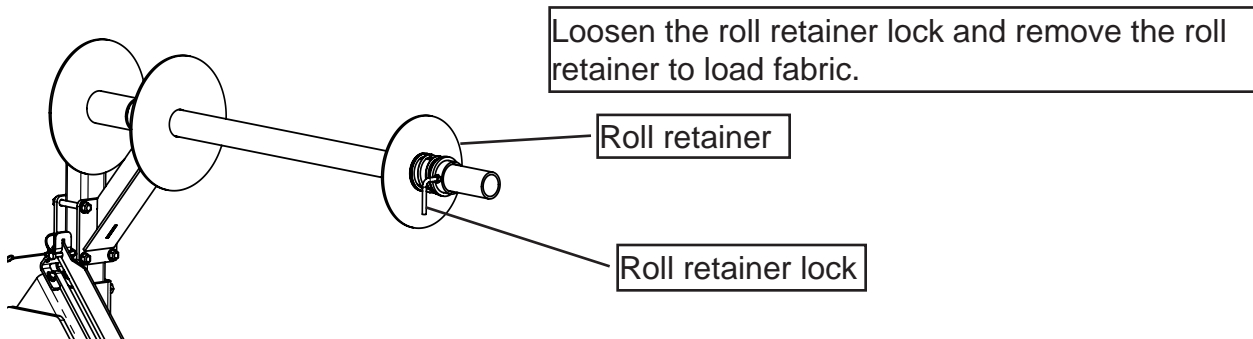 Loosen the roll retainer lock and remove the roll
retainer to load fabric.
Roll retainer
Roll retainer lock